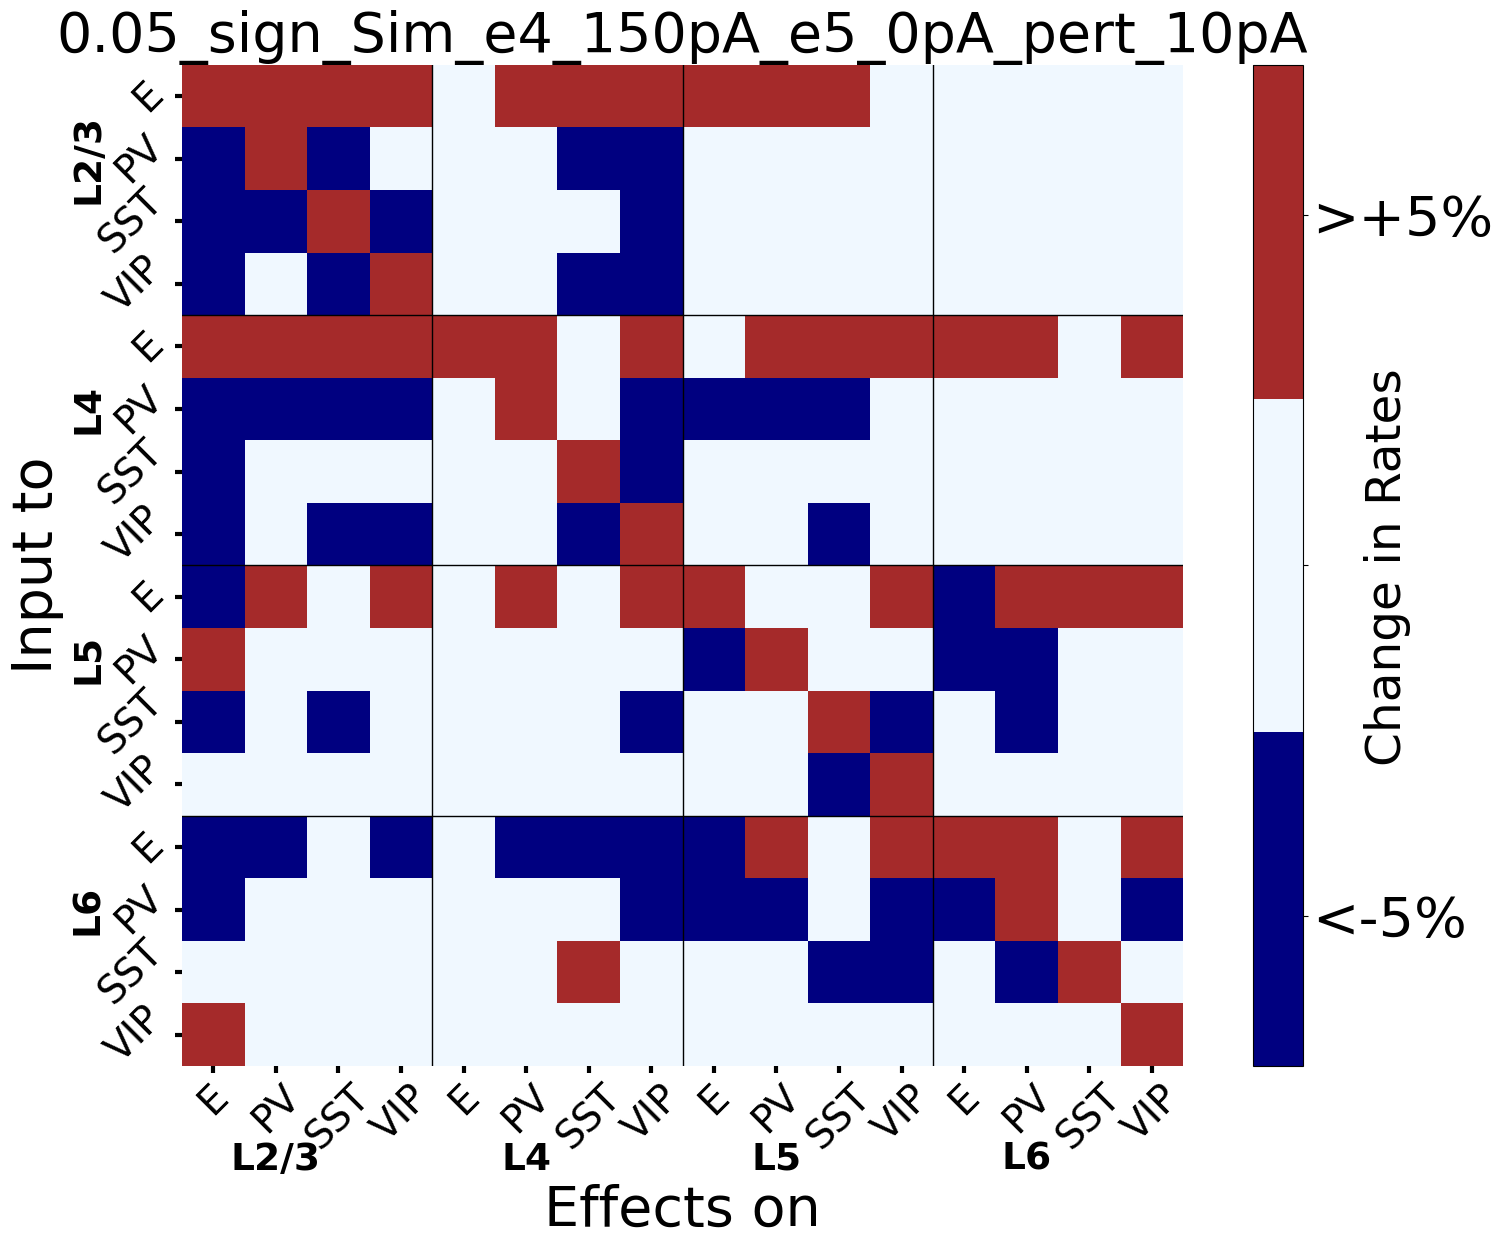 0.05_sign_Sim_e4_150pA_e5_0pA_pert_10pA
Input to
L2/3
E
PV
SST
VIP
L4
E
PV
SST
VIP
L5
E
PV
SST
VIP
L6
E
PV
SST
VIP
E PV SST VIP E PV SST VIP E PV SST VIP E PV SST VIP
L2/3 L4 L5 L6
Effects on
>+5%
<-5%
Change in Rates